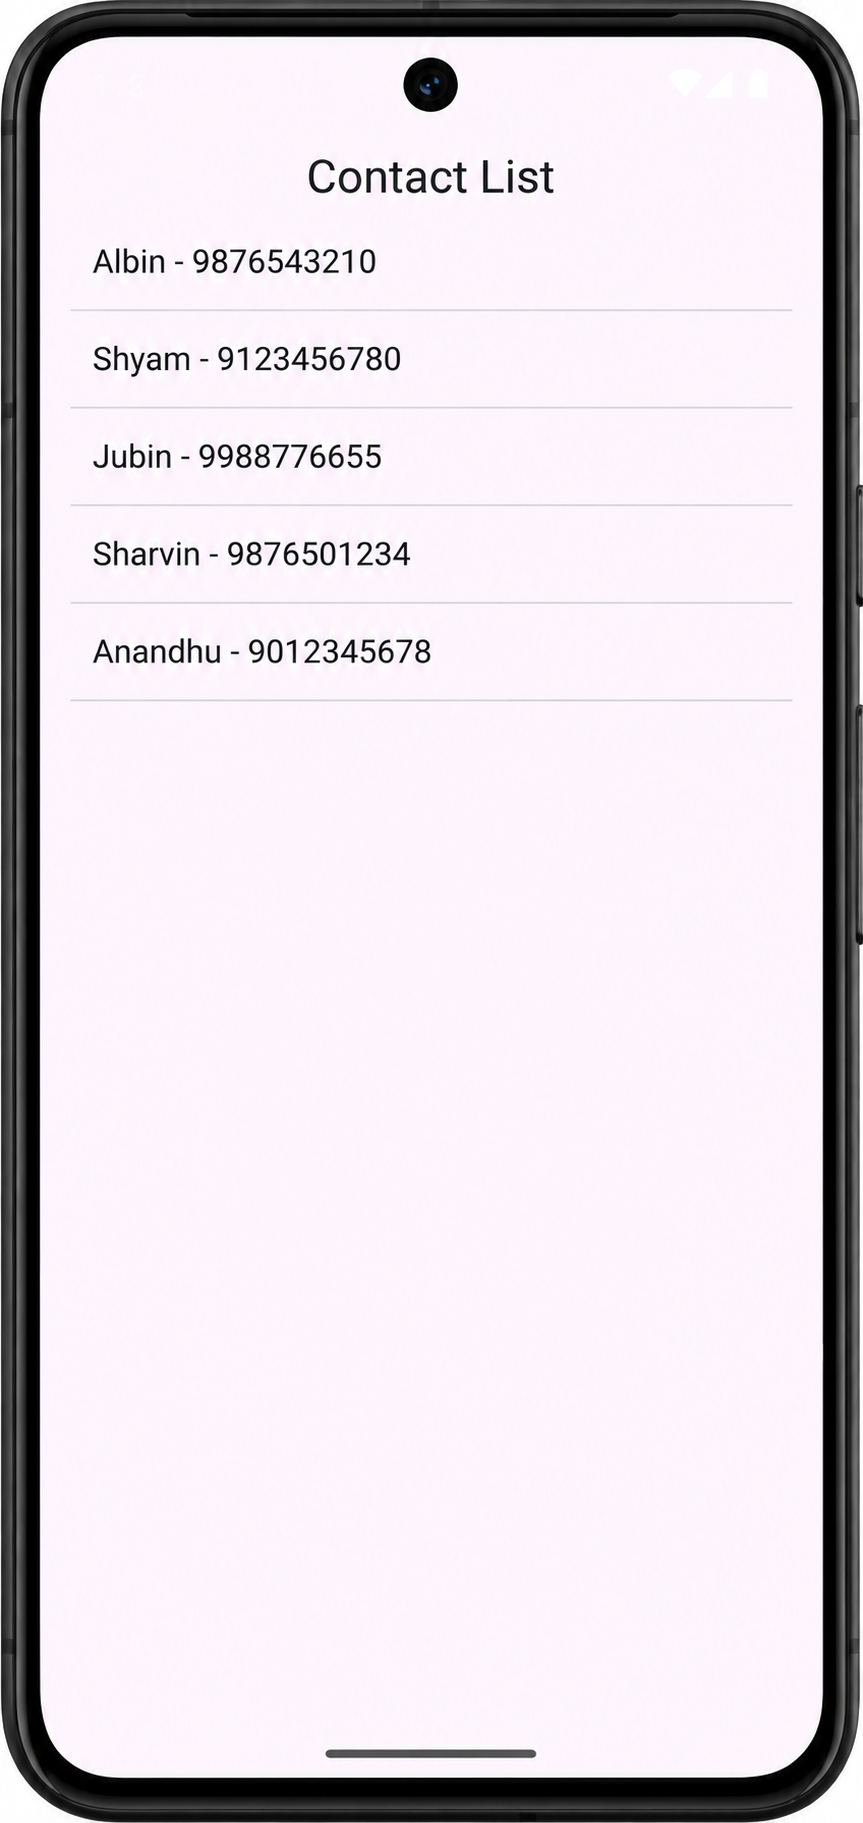 Contact List
Albin - 9876543210
Shyam - 9123456780
Jubin - 9988776655
Sharvin - 9876501234
Anandhu - 9012345678